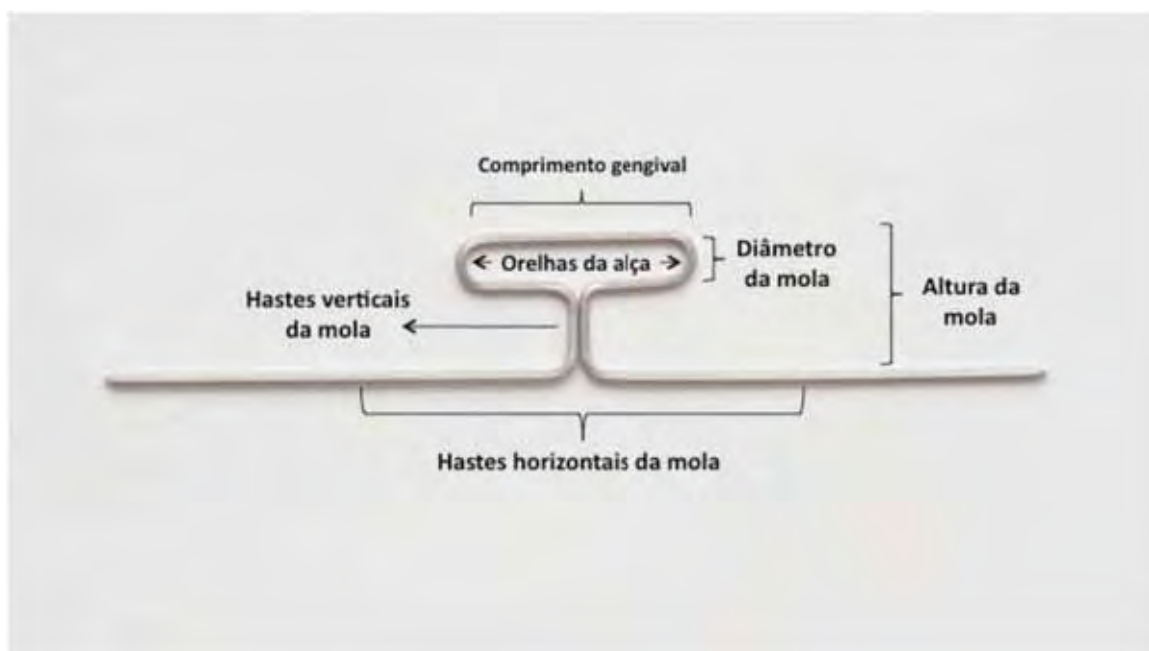 Comprimento gengival
← Orelhas da alça →
Diâmetro
da mola
Altura da
mola
Hastes verticais
da mola
Hastes horizontais da mola